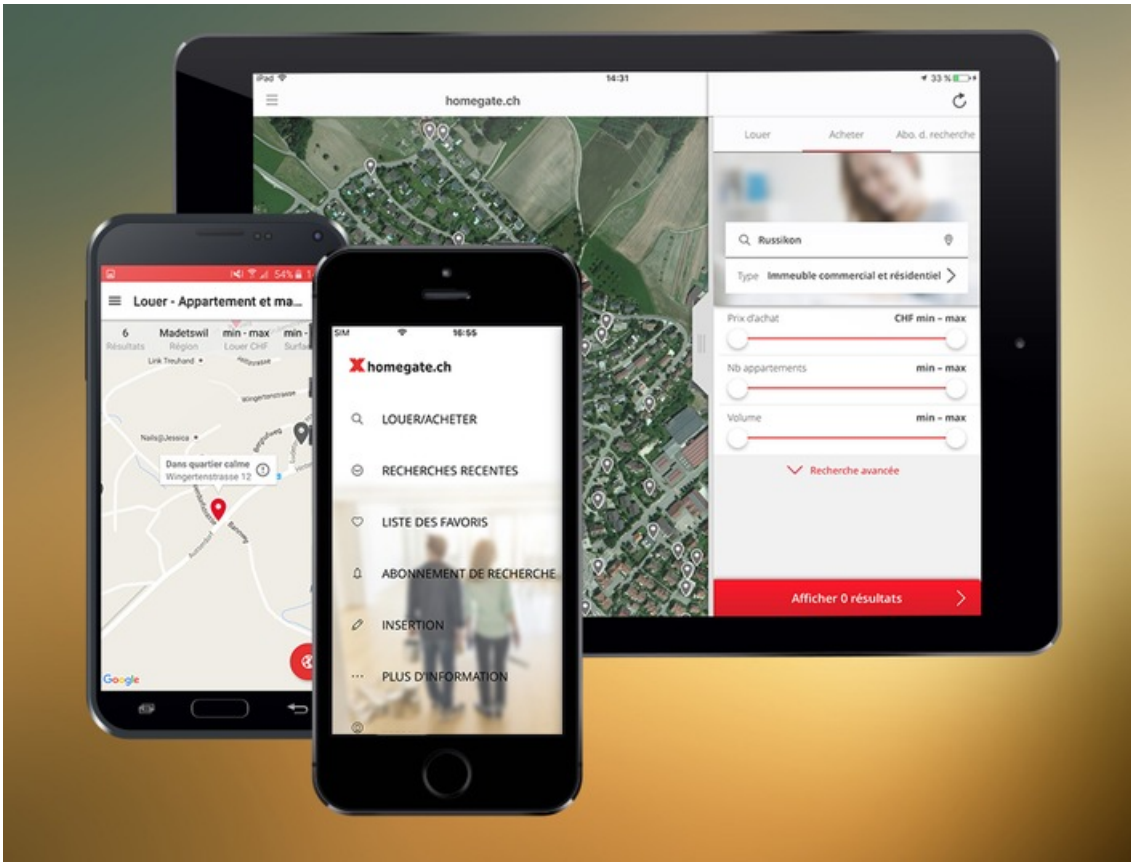 iPad
14:31
33 %
homegate.ch
Louer
Acheter
Abo. d. recherche
Russikon
Type Immeuble commercial et résidentiel
Prix d'achat
CHF min – max
Nb appartements
min – max
Volume
min – max
Recherche avancée
Afficher 0 résultats
54%
Louer - Appartement et ma...
6
Madetswil
min - max
min -
Résultats
Région
Louer CHF
Link Treuhand
Wingertenstrasse
Nails@Jessica
Dans quartier calme
Wingertenstrasse 12
Bannweg
Ausserdorf
Google
SIM
16:55
homegate.ch
LOUER/ACHETER
RECHERCHES RECENTES
LISTE DES FAVORIS
ABONNEMENT DE RECHERCHE
INSERTION
PLUS D'INFORMATION